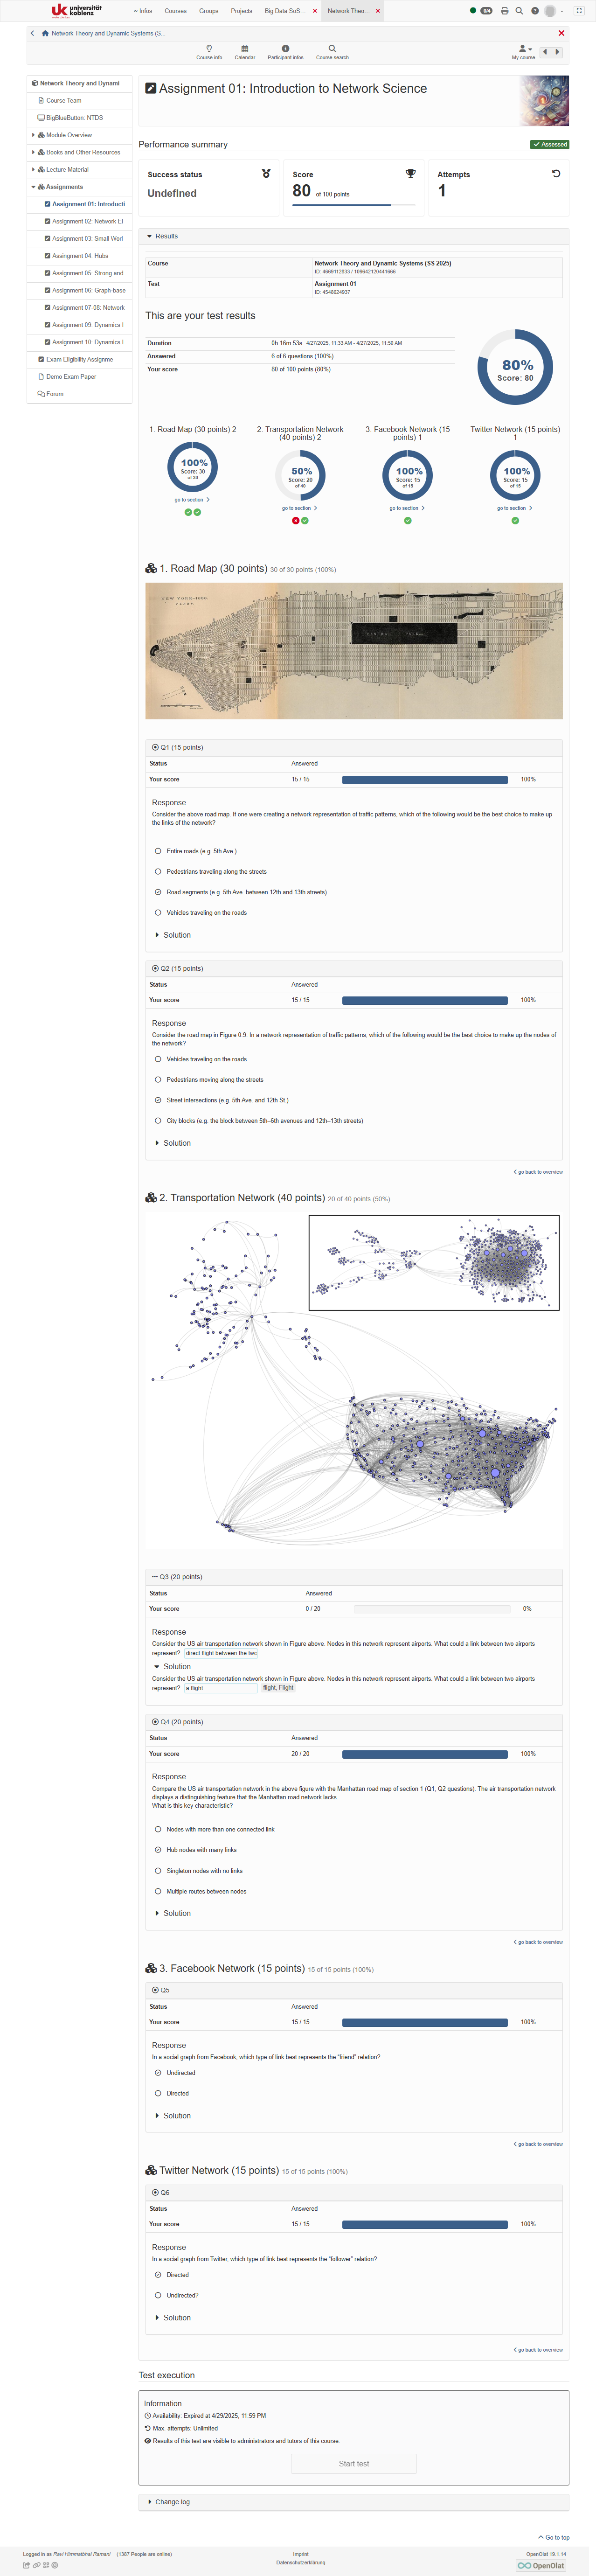 universität
koblenz
Infos
Courses
Groups
Projects
Big Data SoS...
Network Theo...
Network Theory and Dynamic Systems (S...
Course info
Calendar
Participant infos
Course search
My course
Network Theory and Dynami
Course Team
BigBlueButton: NTDS
Module Overview
Books and Other Resources
Lecture Material
Assignments
Assignment 01: Introducti
Assignment 02: Network El
Assignment 03: Small Worl
Assingment 04: Hubs
Assignment 05: Strong and
Assignment 06: Graph-base
Assignment 07-08: Network
Assignment 09: Dynamics I
Assignment 10: Dynamics I
Exam Eligibility Assignme
Demo Exam Paper
Forum
Assignment 01: Introduction to Network Science
Performance summary
Assessed
Success status
Undefined
Score
80 of 100 points
Attempts
1
Results
Course
Network Theory and Dynamic Systems (SS 2025)
ID: 4669112833 / 109642120441666
Test
Assignment 01
ID: 4548624937
This are your test results
Duration 0h 16m 53s 4/27/2025, 11:33 AM - 4/27/2025, 11:50 AM
Answered 6 of 6 questions (100%)
Your score 80 of 100 points (80%)
80%
Score: 80
1. Road Map (30 points) 2
100%
Score: 30
of 30
go to section
2. Transportation Network
(40 points) 2
50%
Score: 20
of 40
go to section
3. Facebook Network (15
points) 1
100%
Score: 15
of 15
go to section
Twitter Network (15 points)
1
100%
Score: 15
of 15
go to section
1. Road Map (30 points) 30 of 30 points (100%)
CENTRAL PARK
Q1 (15 points)
Status Answered
Your score 15 / 15 100%
Response
Consider the above road map. If one were creating a network representation of traffic patterns, which of the following would be the best choice to make up
the links of the network?
Entire roads (e.g. 5th Ave.)
Pedestrians traveling along the streets
Road segments (e.g. 5th Ave. between 12th and 13th streets)
Vehicles traveling on the roads
Solution
Q2 (15 points)
Status Answered
Your score 15 / 15 100%
Response
Consider the road map in Figure 0.9. In a network representation of traffic patterns, which of the following would be the best choice to make up the nodes of
the network?
Vehicles traveling on the roads
Pedestrians moving along the streets
Street intersections (e.g. 5th Ave. and 12th St.)
City blocks (e.g. the block between 5th–6th avenues and 12th–13th streets)
Solution
go back to overview
2. Transportation Network (40 points) 20 of 40 points (50%)
Q3 (20 points)
Status Answered
Your score 0 / 20 0%
Response
Consider the US air transportation network shown in Figure above. Nodes in this network represent airports. What could a link between two airports
represent? direct flight between the two
Solution
Consider the US air transportation network shown in Figure above. Nodes in this network represent airports. What could a link between two airports
represent? a flight flight, Flight
Q4 (20 points)
Status Answered
Your score 20 / 20 100%
Response
Compare the US air transportation network in the above figure with the Manhattan road map of section 1 (Q1, Q2 questions). The air transportation network
displays a distinguishing feature that the Manhattan road network lacks.
What is this key characteristic?
Nodes with more than one connected link
Hub nodes with many links
Singleton nodes with no links
Multiple routes between nodes
Solution
go back to overview
3. Facebook Network (15 points) 15 of 15 points (100%)
Q5
Status Answered
Your score 15 / 15 100%
Response
In a social graph from Facebook, which type of link best represents the "friend" relation?
Undirected
Directed
Solution
go back to overview
Twitter Network (15 points) 15 of 15 points (100%)
Q6
Status Answered
Your score 15 / 15 100%
Response
In a social graph from Twitter, which type of link best represents the "follower" relation?
Directed
Undirected?
Solution
go back to overview
Test execution
Information
Availability: Expired at 4/29/2025, 11:59 PM
Max. attempts: Unlimited
Results of this test are visible to administrators and tutors of this course.
Start test
Change log
Go to top
Logged in as Ravi Himmatbhai Ramani (1387 People are online)
Imprint
Datenschutzerklärung
OpenOlat 19.1.14
OpenOlat